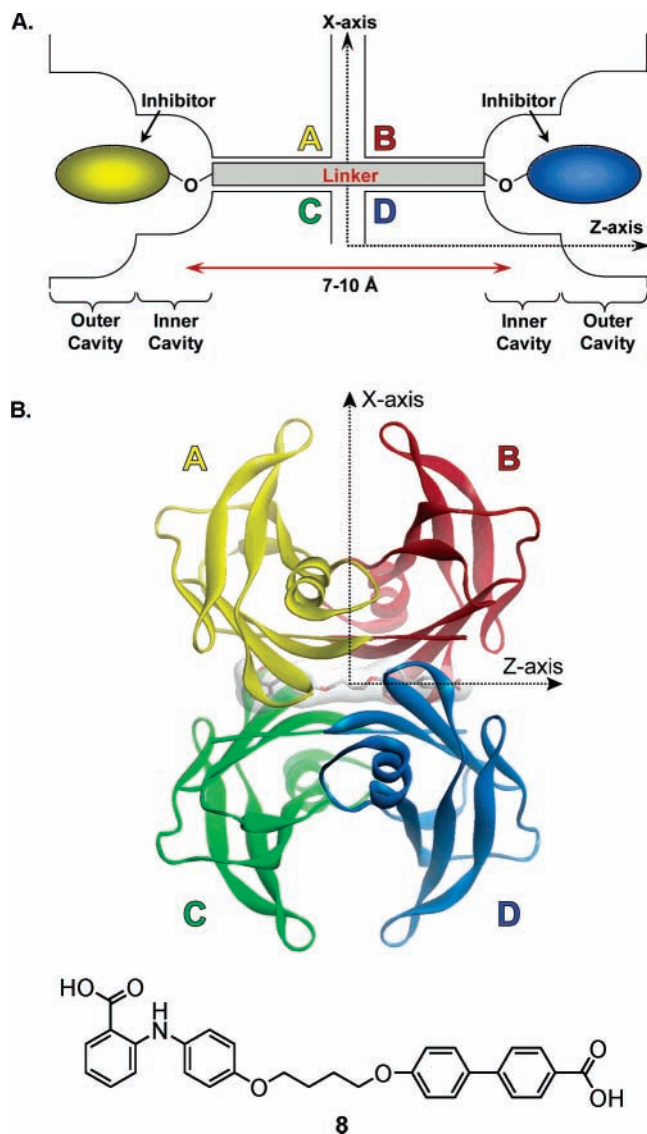 A.
X-axis
Inhibitor
Inhibitor
A
B
O
Linker
O
C
D
Z-axis
7-10 Å
Outer Cavity
Inner Cavity
Inner Cavity
Outer Cavity
B.
X-axis
A
B
Z-axis
C
D
HO
O
H
N
O
O
O
OH
8